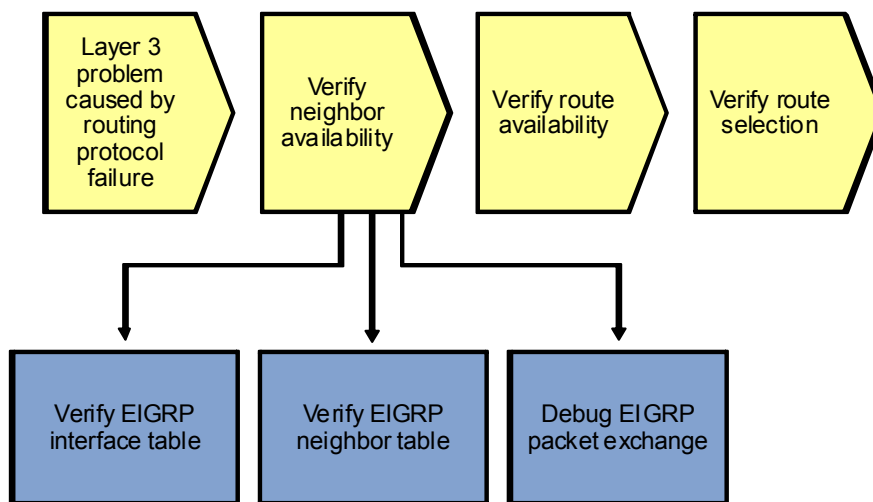 Layer 3
problem
caused by
routing
protocol
failure
Verify
neighbor
availability
Verify route
availability
Verify route
selection
Verify EIGRP
interface table
Verify EIGRP
neighbor table
Debug EIGRP
packet exchange